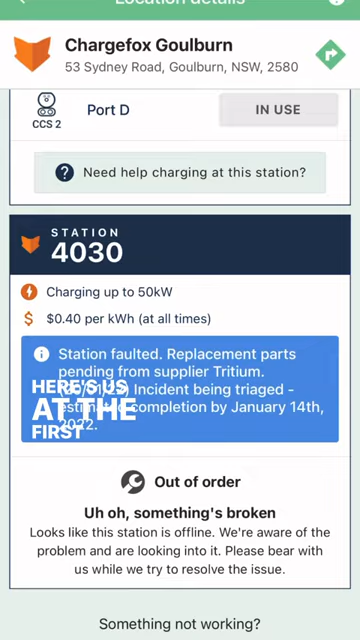 Location details
Chargefox Goulburn
53 Sydney Road, Goulburn, NSW, 2580
CCS 2
Port D
IN USE
Need help charging at this station?
STATION
4030
Charging up to 50kW
$0.40 per kWh (at all times)
Station faulted. Replacement parts
pending from supplier Tritium.
Incident being triaged -
estimated completion by January 14th,
2022.
HERE'S US
AT THE
FIRST
Out of order
Uh oh, something's broken
Looks like this station is offline. We're aware of the
problem and are looking into it. Please bear with
us while we try to resolve the issue.
Something not working?